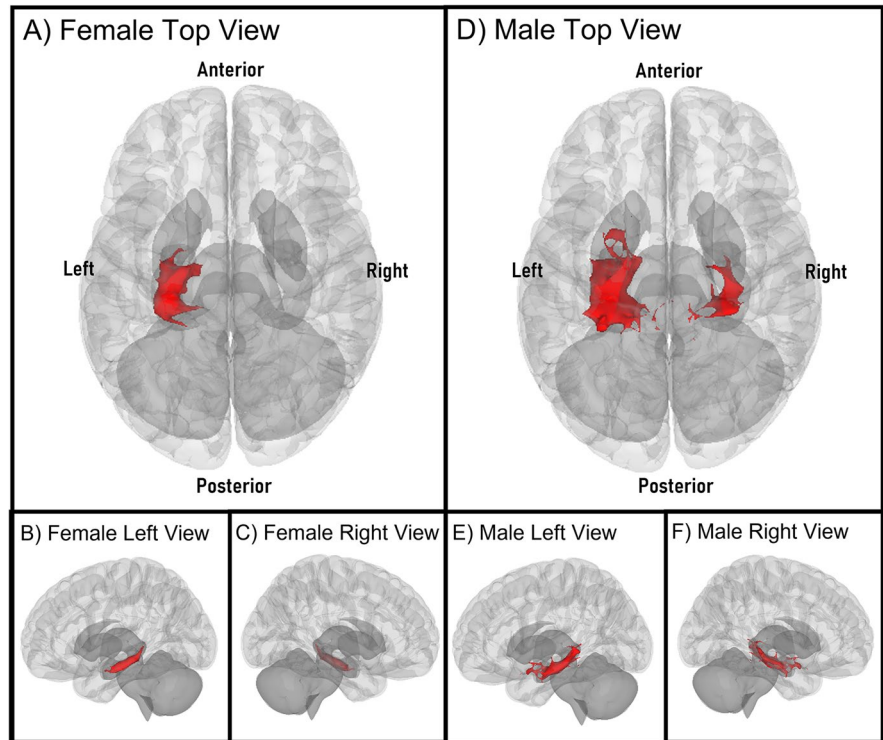 A) Female Top View
Anterior
Left
Right
Posterior
D) Male Top View
Anterior
Left
Right
Posterior
B) Female Left View
C) Female Right View
E) Male Left View
F) Male Right View